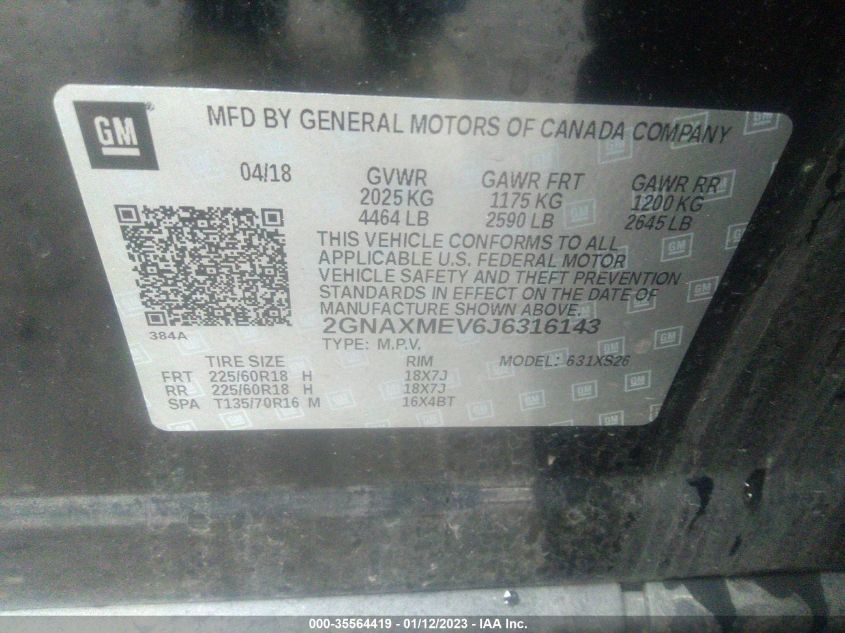 GM
MFD BY GENERAL MOTORS OF CANADA COMPANY
04/18 GVWR GAWR FRT GAWR RR
2025 KG 1175 KG 1200 KG
4464 LB 2590 LB 2645 LB
THIS VEHICLE CONFORMS TO ALL
APPLICABLE U.S. FEDERAL MOTOR
VEHICLE SAFETY AND THEFT PREVENTION
STANDARDS IN EFFECT ON THE DATE OF
MANUFACTURE SHOWN ABOVE.
384A
2GNAXMEV6J6316143
TYPE: M.P.V. MODEL: 631XS26
TIRE SIZE RIM
FRT 225/60R18 H 18X7J
RR 225/60R18 H 18X7J
SPA T135/70R16 M 16X4BT
000-35564419 - 01/12/2023 - IAA Inc.